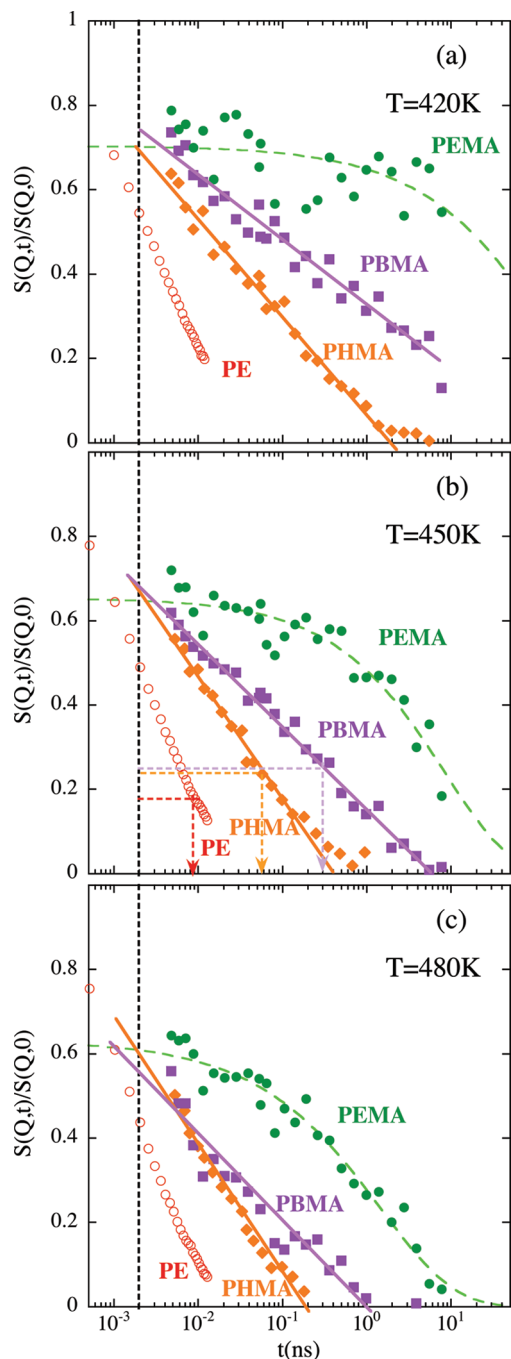 1
(a)
T=420K
0.8
PEMA
0.6
S(Q,t)/S(Q,0)
PBMA
0.4
PHMA
0.2
PE
0
(b)
T=450K
0.8
0.6
PEMA
S(Q,t)/S(Q,0)
0.4
PBMA
0.2
PHMA
PE
0
(c)
T=480K
0.8
0.6
S(Q,t)/S(Q,0)
PEMA
0.4
PBMA
0.2
PE
PHMA
0
10⁻³ 10⁻² 10⁻¹ 10⁰ 10¹
t(ns)